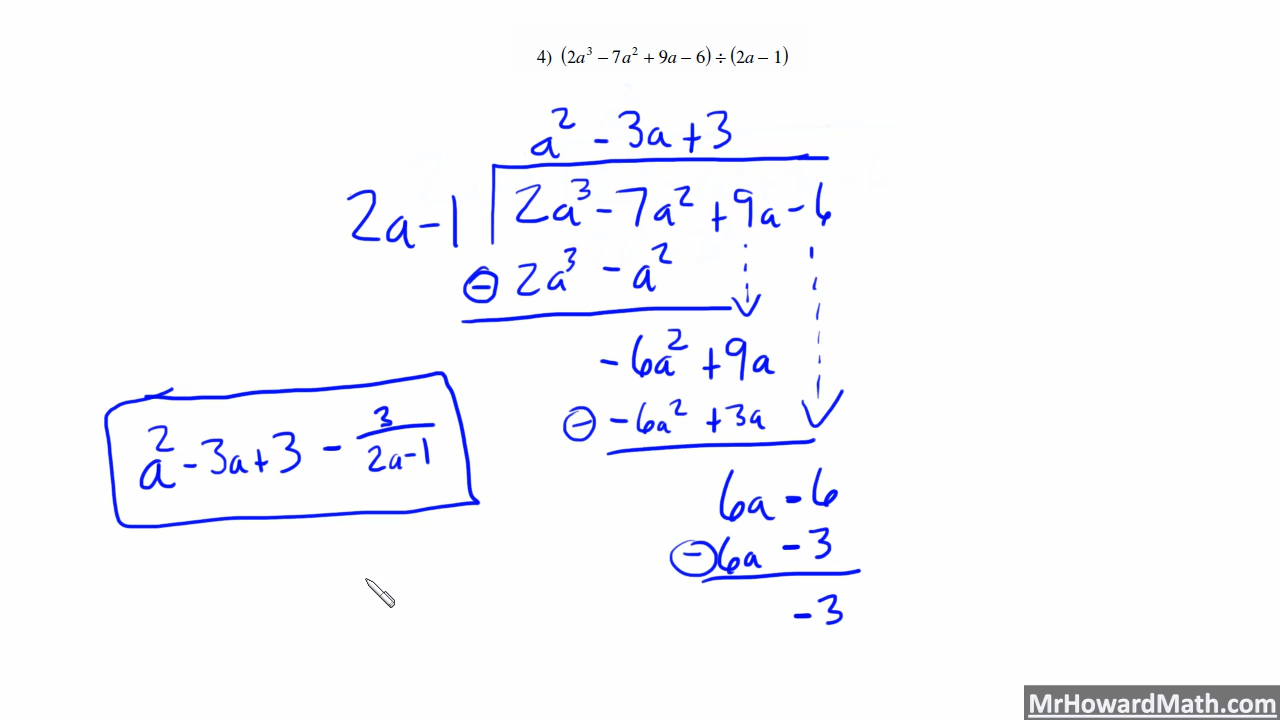 4) (2a³ − 7a² + 9a − 6) ÷ (2a − 1)
a² - 3a + 3
2a - 1 2a³ - 7a² + 9a - 6
⊖ 2a³ - a²
- 6a² + 9a
⊖ - 6a² + 3a
a² - 3a + 3 - 3/(2a - 1)
6a - 6
⊖ 6a - 3
- 3
MrHowardMath.com